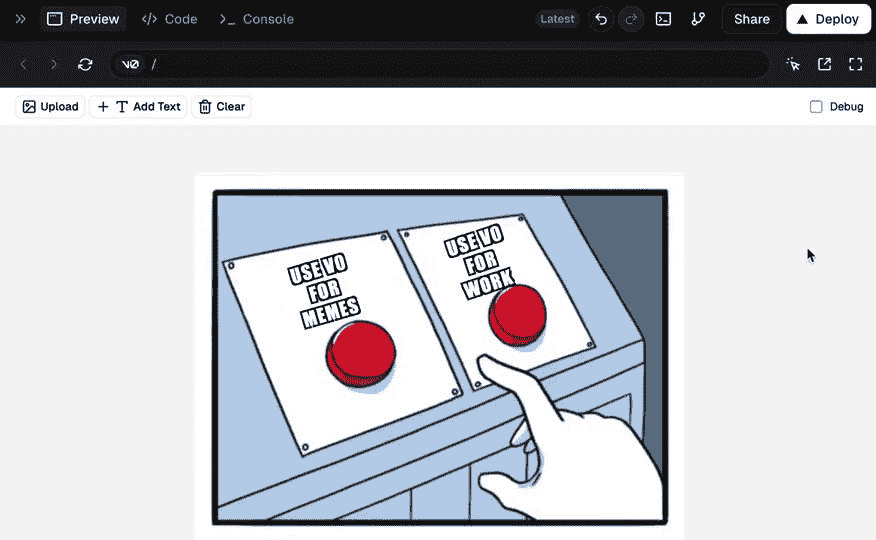 Preview
Code
Console
Latest
Share
Deploy
v0 /
Upload
Add Text
Clear
Debug
USE VO
FOR
MEMES
USE VO
FOR
WORK